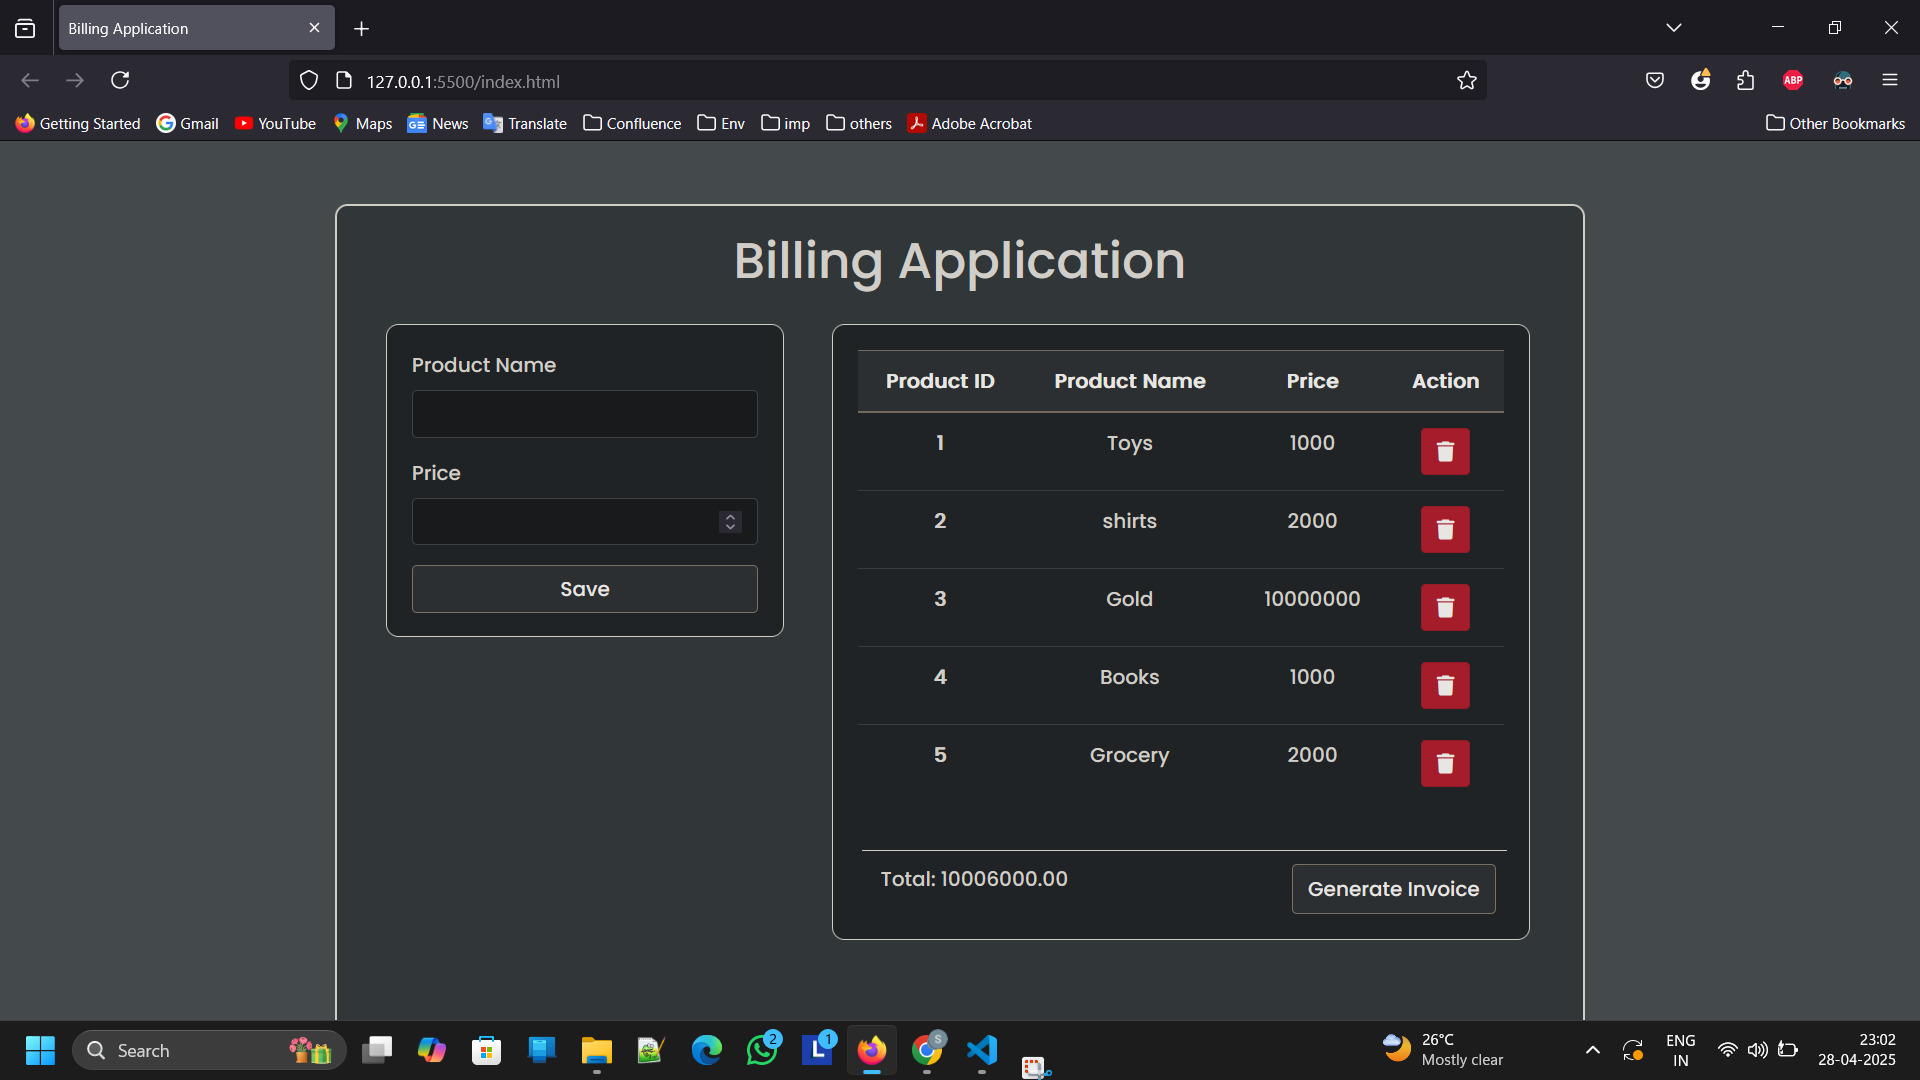 Billing Application
127.0.0.1:5500/index.html
ABP
Getting Started Gmail YouTube Maps News Translate Confluence Env imp others Adobe Acrobat Other Bookmarks
Billing Application
Product Name
Price
Save
Product ID Product Name Price Action
1 Toys 1000
2 shirts 2000
3 Gold 10000000
4 Books 1000
5 Grocery 2000
Total: 10006000.00 Generate Invoice
Search
2
L 1
S
26°C
Mostly clear
ENG
IN
23:02
28-04-2025